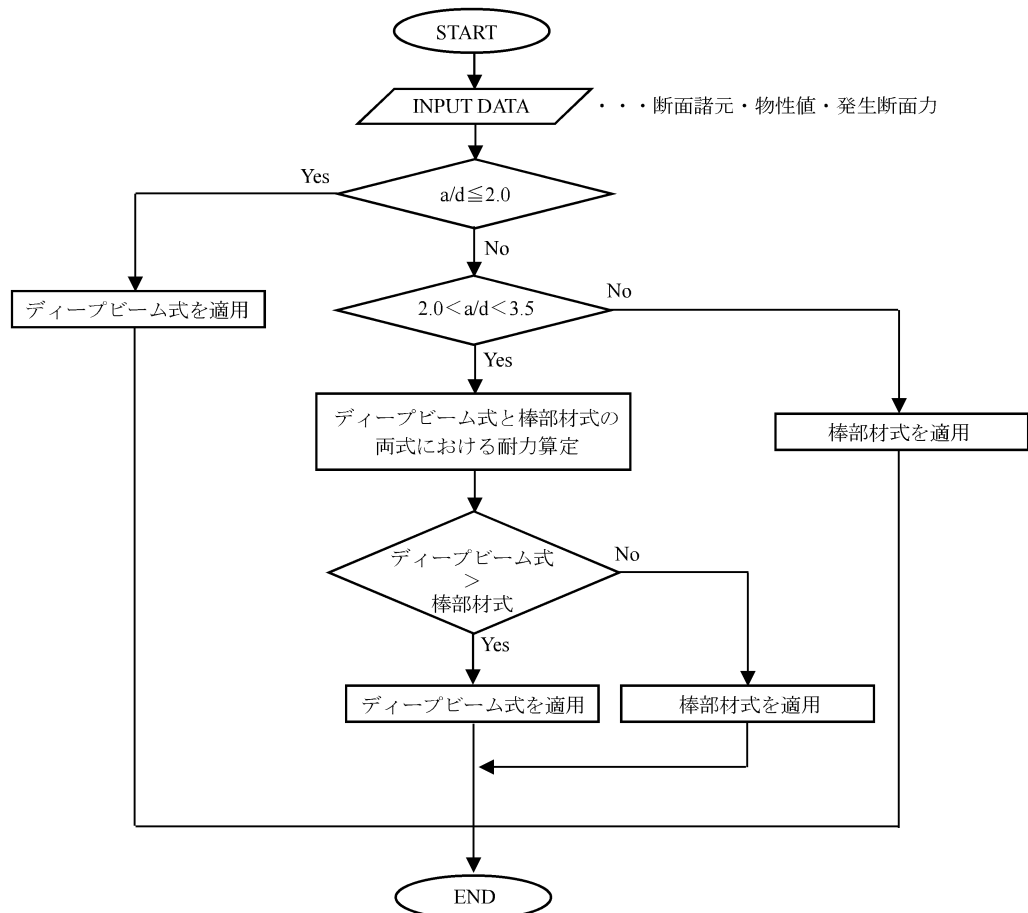 START
INPUT DATA
・・・断面諸元・物性値・発生断面力
Yes
a/d≦2.0
No
ディープビーム式を適用
2.0＜a/d＜3.5
No
Yes
ディープビーム式と棒部材式の
両式における耐力算定
棒部材式を適用
ディープビーム式
＞
棒部材式
No
Yes
ディープビーム式を適用
棒部材式を適用
END